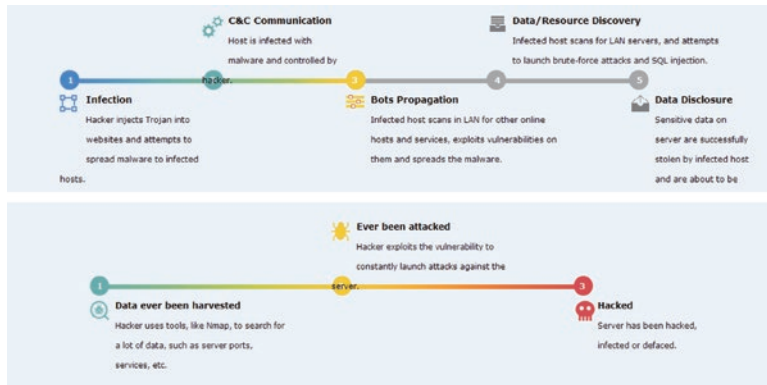 C&C Communication
Host is infected with
malware and controlled by
hacker.
Data/Resource Discovery
Infected host scans for LAN servers, and attempts
to launch brute-force attacks and SQL injection.
1
3
4
5
Infection
Hacker injects Trojan into
websites and attempts to
spread malware to infected
hosts.
Bots Propagation
Infected host scans in LAN for other online
hosts and services, exploits vulnerabilities on
them and spreads the malware.
Data Disclosure
Sensitive data on
server are successfully
stolen by infected host
and are about to be
Ever been attacked
Hacker exploits the vulnerability to
constantly launch attacks against the
server.
1
3
Data ever been harvested
Hacker uses tools, like Nmap, to search for
a lot of data, such as server ports,
services, etc.
Hacked
Server has been hacked,
infected or defaced.